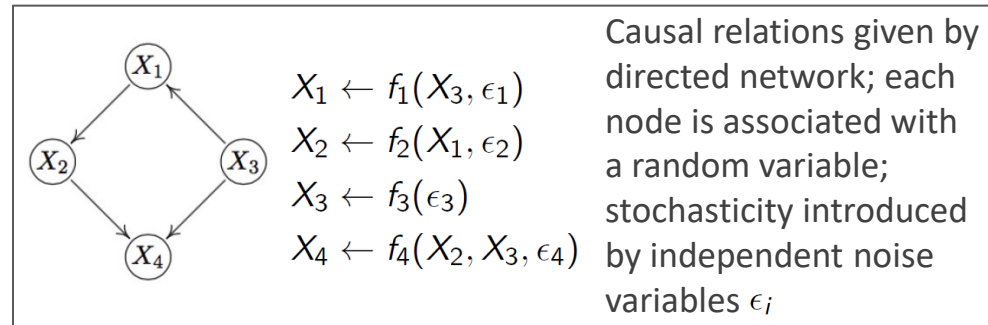 X₁
X₂
X₃
X₄
X₁ ← f₁(X₃, ϵ₁)
X₂ ← f₂(X₁, ϵ₂)
X₃ ← f₃(ϵ₃)
X₄ ← f₄(X₂, X₃, ϵ₄)
Causal relations given by
directed network; each
node is associated with
a random variable;
stochasticity introduced
by independent noise
variables ϵᵢ